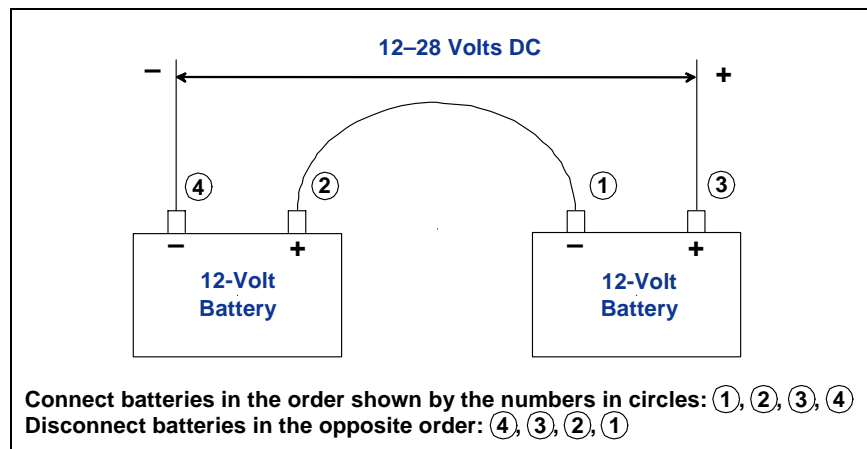 12–28 Volts DC
– +
④ ② ① ③
– + – +
12-Volt
Battery
12-Volt
Battery
Connect batteries in the order shown by the numbers in circles: ①, ②, ③, ④
Disconnect batteries in the opposite order: ④, ③, ②, ①